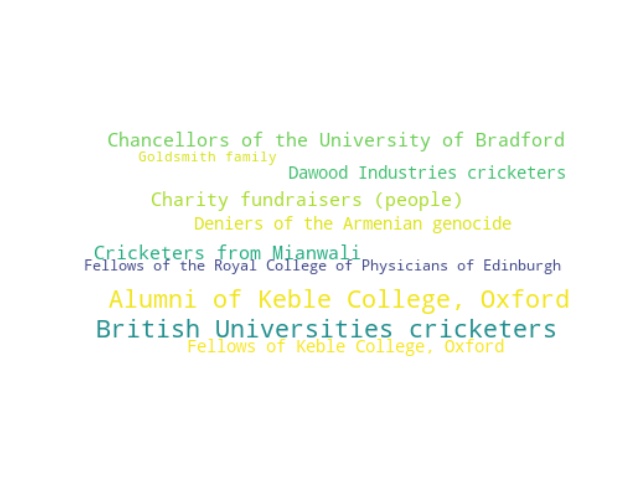 Chancellors of the University of Bradford
Goldsmith family
Dawood Industries cricketers
Charity fundraisers (people)
Deniers of the Armenian genocide
Cricketers from Mianwali
Fellows of the Royal College of Physicians of Edinburgh
Alumni of Keble College, Oxford
British Universities cricketers
Fellows of Keble College, Oxford